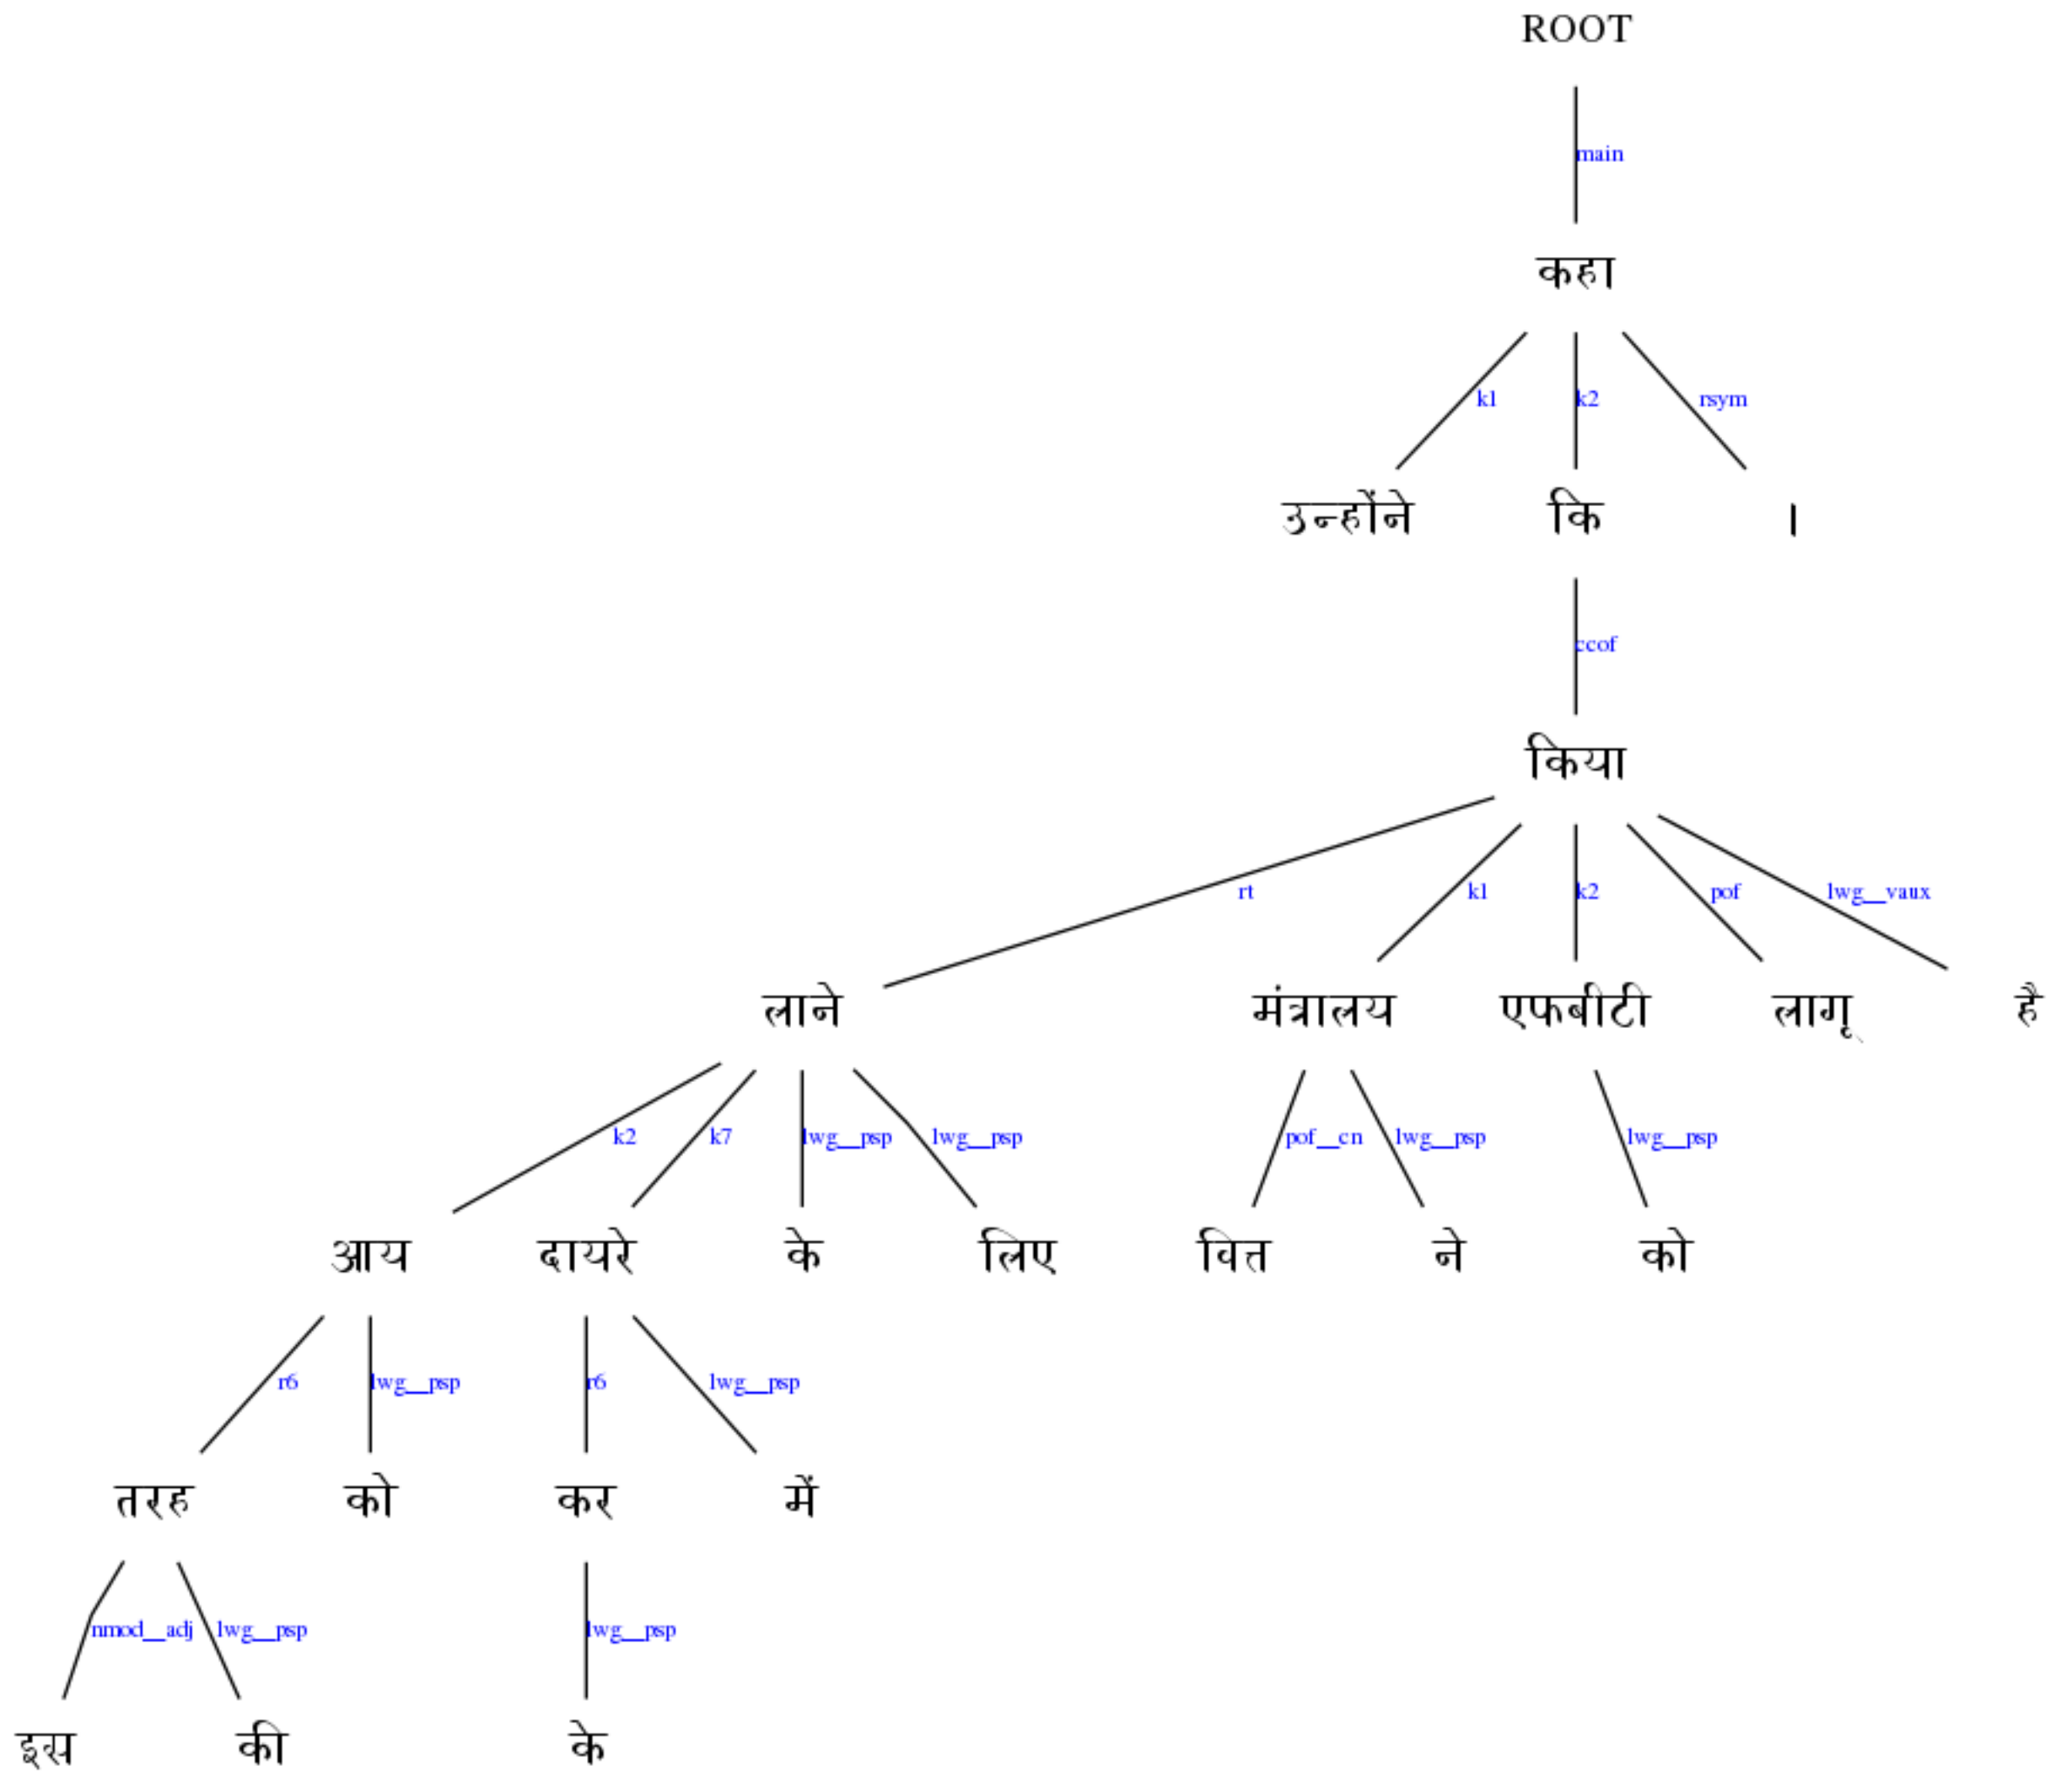 ROOT
main
कहा
k1 k2 rsym
उन्होंने कि ।
ccof
किया
rt k1 k2 pof lwg__vaux
लाने मंत्रालय एफबीटी लागू है
k2 k7 lwg__psp lwg__psp pof__cn lwg__psp lwg__psp
आय दायरे के लिए वित्त ने को
r6 lwg__psp r6 lwg__psp
तरह को कर में
nmod__adj lwg__psp lwg__psp
इस की के